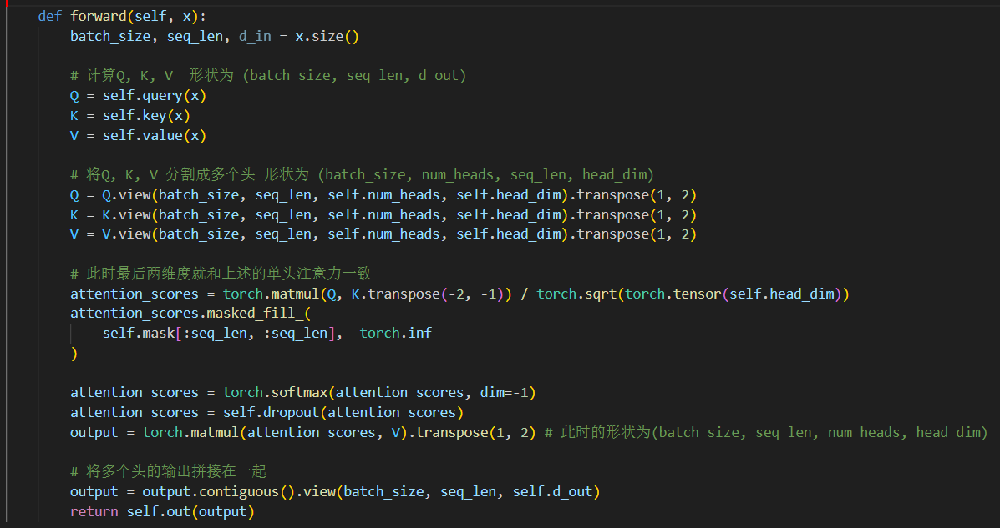 def forward(self, x):
    batch_size, seq_len, d_in = x.size()
    # 计算Q, K, V  形状为 (batch_size, seq_len, d_out)
    Q = self.query(x)
    K = self.key(x)
    V = self.value(x)
    # 将Q, K, V 分割成多个头 形状为 (batch_size, num_heads, seq_len, head_dim)
    Q = Q.view(batch_size, seq_len, self.num_heads, self.head_dim).transpose(1, 2)
    K = K.view(batch_size, seq_len, self.num_heads, self.head_dim).transpose(1, 2)
    V = V.view(batch_size, seq_len, self.num_heads, self.head_dim).transpose(1, 2)
    # 此时最后两维度就和上述的单头注意力一致
    attention_scores = torch.matmul(Q, K.transpose(-2, -1)) / torch.sqrt(torch.tensor(self.head_dim))
    attention_scores.masked_fill_(
        self.mask[:seq_len, :seq_len], -torch.inf
    )
    attention_scores = torch.softmax(attention_scores, dim=-1)
    attention_scores = self.dropout(attention_scores)
    output = torch.matmul(attention_scores, V).transpose(1, 2) # 此时的形状为(batch_size, seq_len, num_heads, head_dim)
    # 将多个头的输出拼接在一起
    output = output.contiguous().view(batch_size, seq_len, self.d_out)
    return self.out(output)